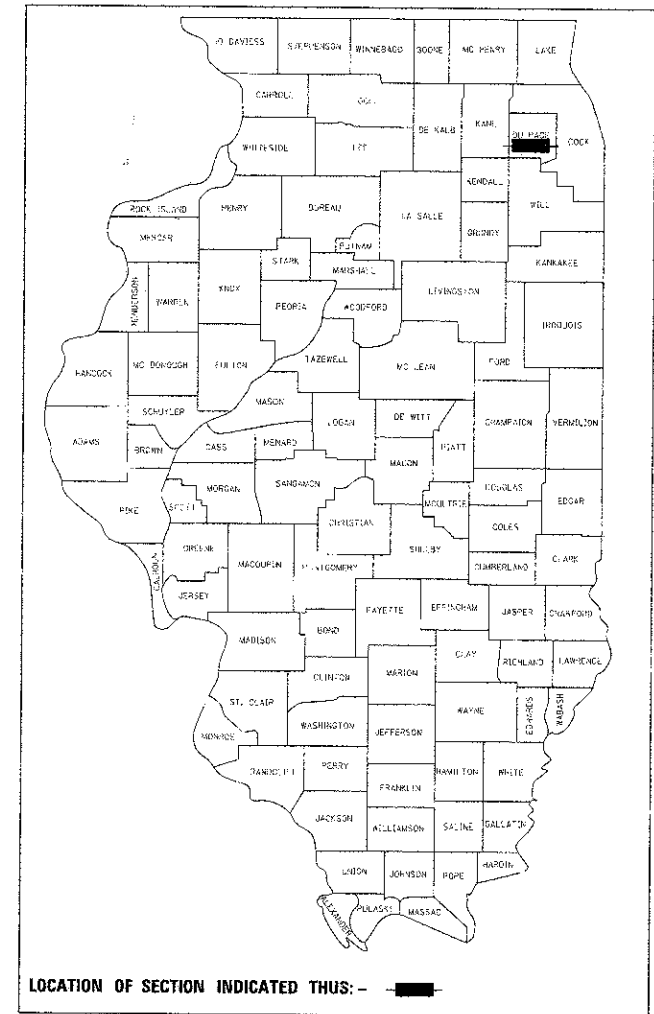 STEPHENSON WINNEBAGO BOONE MC HENRY LAKE
CARROLL
DE KALB KANE DU PAGE COOK
WHITESIDE
KENDALL
ROCK ISLAND HENRY BUREAU LA SALLE WILL
MERCER PUTNAM GRUNDY
STARK MARSHALL KANKAKEE
HENDERSON WARREN KNOX PEORIA WOODFORD LIVINGSTON IROQUOIS
HANCOCK MC DONOUGH FULTON TAZEWELL MC LEAN FORD
SCHUYLER MASON
ADAMS BROWN CASS MENARD LOGAN DE WITT PIATT CHAMPAIGN VERMILION
MACON
PIKE SCOTT MORGAN SANGAMON MOULTRIE DOUGLAS EDGAR
CHRISTIAN COLES
CALHOUN GREENE MACOUPIN MONTGOMERY SHELBY CUMBERLAND CLARK
JERSEY
FAYETTE EFFINGHAM JASPER CRAWFORD
MADISON BOND
CLAY RICHLAND LAWRENCE
CLINTON MARION
ST. CLAIR WAYNE EDWARDS WABASH
MONROE WASHINGTON JEFFERSON
RANDOLPH PERRY HAMILTON WHITE
FRANKLIN
JACKSON WILLIAMSON SALINE GALLATIN
UNION JOHNSON POPE HARDIN
ALEXANDER PULASKI MASSAC
LOCATION OF SECTION INDICATED THUS: -